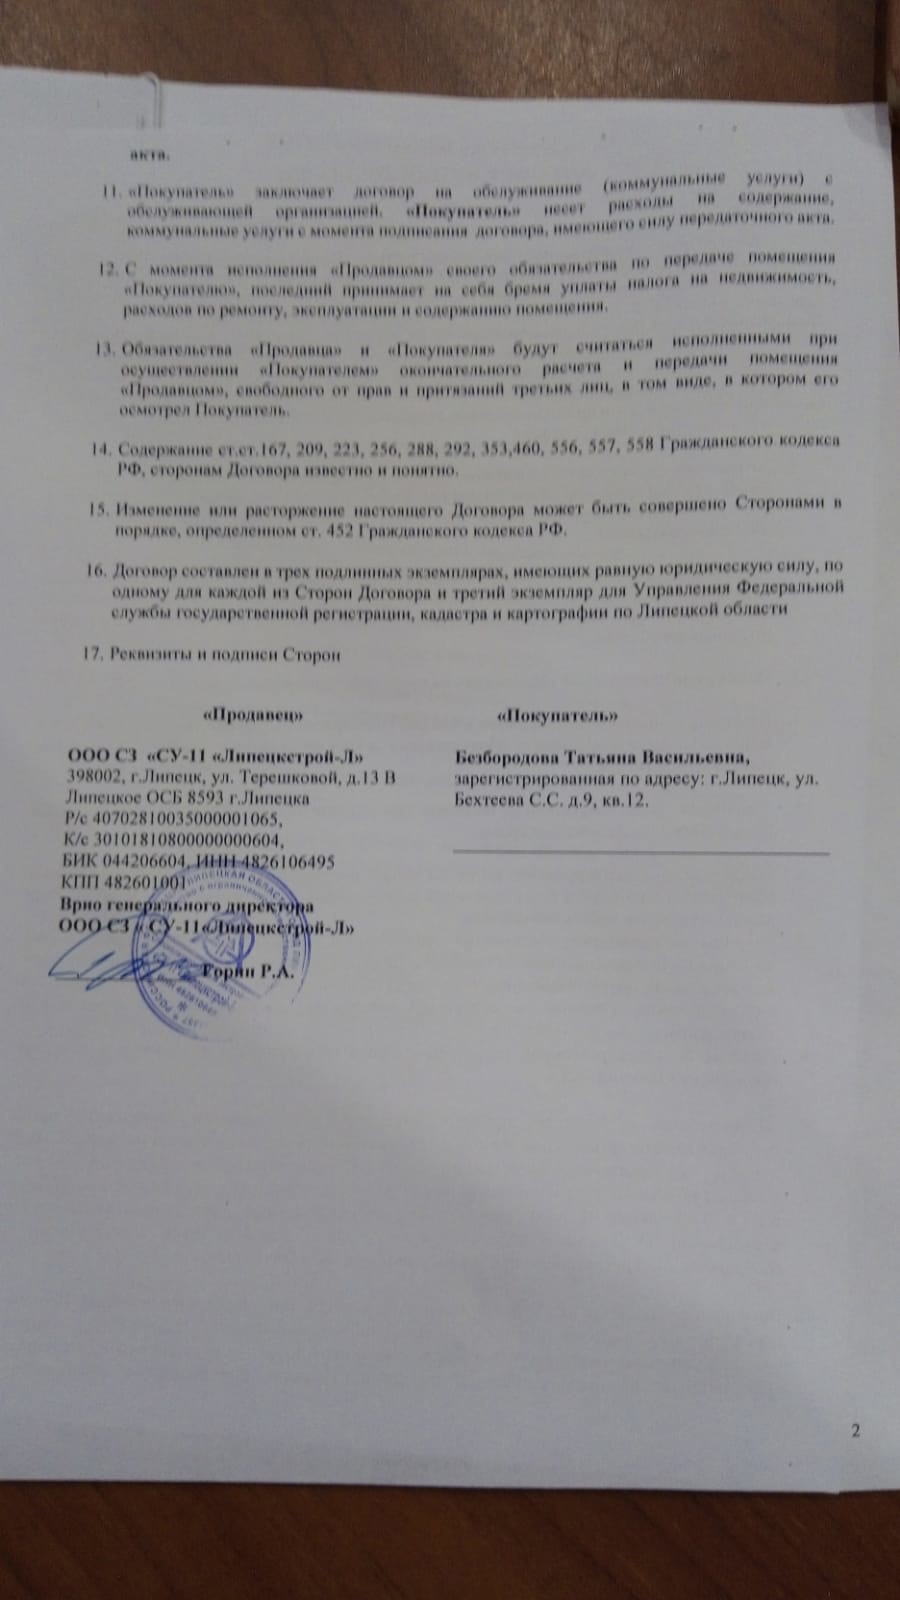 акта.
11. «Покупатель» заключает договор на обслуживание (коммунальные услуги) с
обслуживающей организацией. «Покупатель» несет расходы на содержание,
коммунальные услуги с момента подписания договора, имеющего силу передаточного акта.
12. С момента исполнения «Продавцом» своего обязательства по передаче помещения
«Покупателю», последний принимает на себя бремя уплаты налога на недвижимость,
расходов по ремонту, эксплуатации и содержанию помещения.
13. Обязательства «Продавца» и «Покупателя» будут считаться исполненными при
осуществлении «Покупателем» окончательного расчета и передачи помещения
«Продавцом», свободного от прав и притязаний третьих лиц, в том виде, в котором его
осмотрел Покупатель.
14. Содержание ст.ст.167, 209, 223, 256, 288, 292, 353,460, 556, 557, 558 Гражданского кодекса
РФ, сторонам Договора известно и понятно.
15. Изменение или расторжение настоящего Договора может быть совершено Сторонами в
порядке, определенном ст. 452 Гражданского кодекса РФ.
16. Договор составлен в трех подлинных экземплярах, имеющих равную юридическую силу, по
одному для каждой из Сторон Договора и третий экземпляр для Управления Федеральной
службы государственной регистрации, кадастра и картографии по Липецкой области
17. Реквизиты и подписи Сторон
«Продавец»
ООО СЗ «СУ-11 «Липецкстрой-Л»
398002, г.Липецк, ул. Терешковой, д.13 В
Липецкое ОСБ 8593 г.Липецка
Р/с 40702810035000001065,
К/с 30101810800000000604,
БИК 044206604, ИНН 4826106495
КПП 482601001
Врио генерального директора
ООО СЗ « СУ-11«Липецкстрой-Л»
Горин Р.А.
«Покупатель»
Безбородова Татьяна Васильевна,
зарегистрированная по адресу: г.Липецк, ул.
Бехтеева С.С. д.9, кв.12.
2